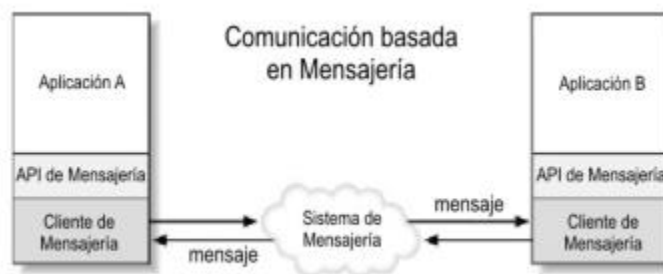 Comunicación basada
en Mensajería
Aplicación A
API de Mensajería
Cliente de
Mensajería
mensaje
Sistema de
Mensajería
mensaje
Aplicación B
API de Mensajería
Cliente de
Mensajería